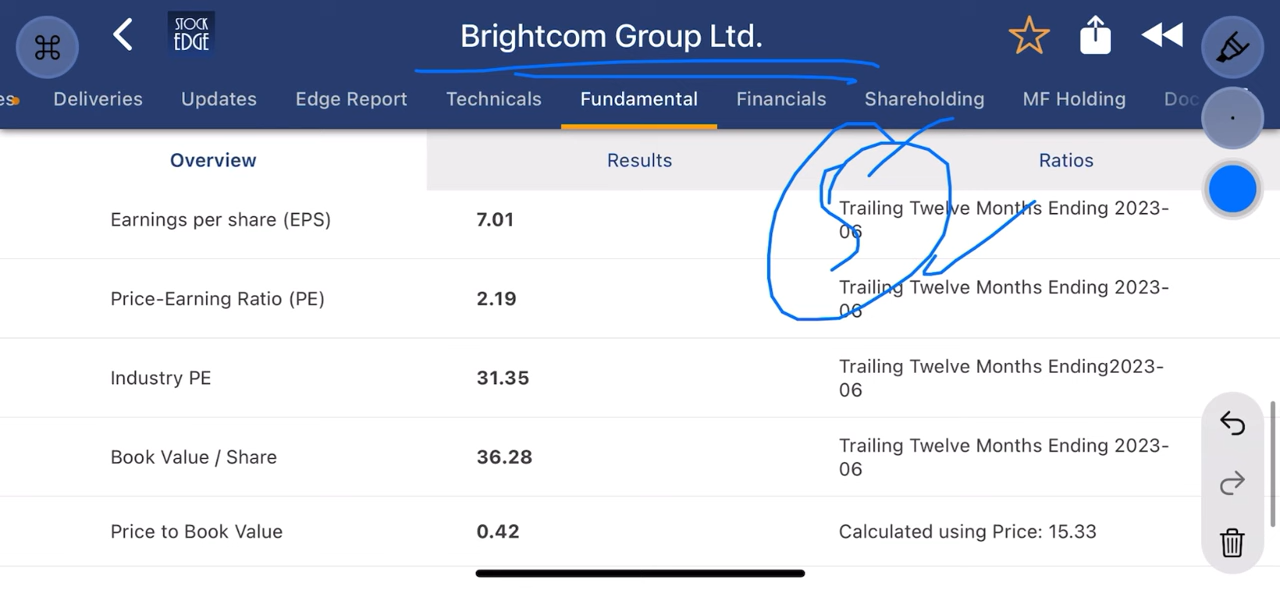 STOCK
EDGE
Brightcom Group Ltd.
Deliveries Updates Edge Report Technicals Fundamental Financials Shareholding MF Holding
Overview Results Ratios
Earnings per share (EPS) 7.01 Trailing Twelve Months Ending 2023-
06
Price-Earning Ratio (PE) 2.19 Trailing Twelve Months Ending 2023-
06
Industry PE 31.35 Trailing Twelve Months Ending2023-
06
Book Value / Share 36.28 Trailing Twelve Months Ending 2023-
06
Price to Book Value 0.42 Calculated using Price: 15.33